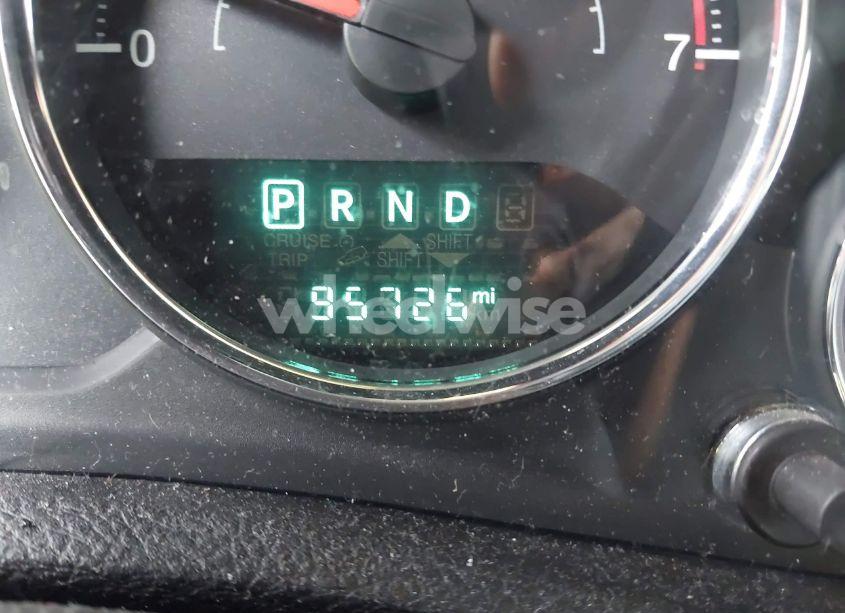 0 7
P R N D
CRUISE SHIFT
TRIP SHIFT
95726 mi
wheelwise